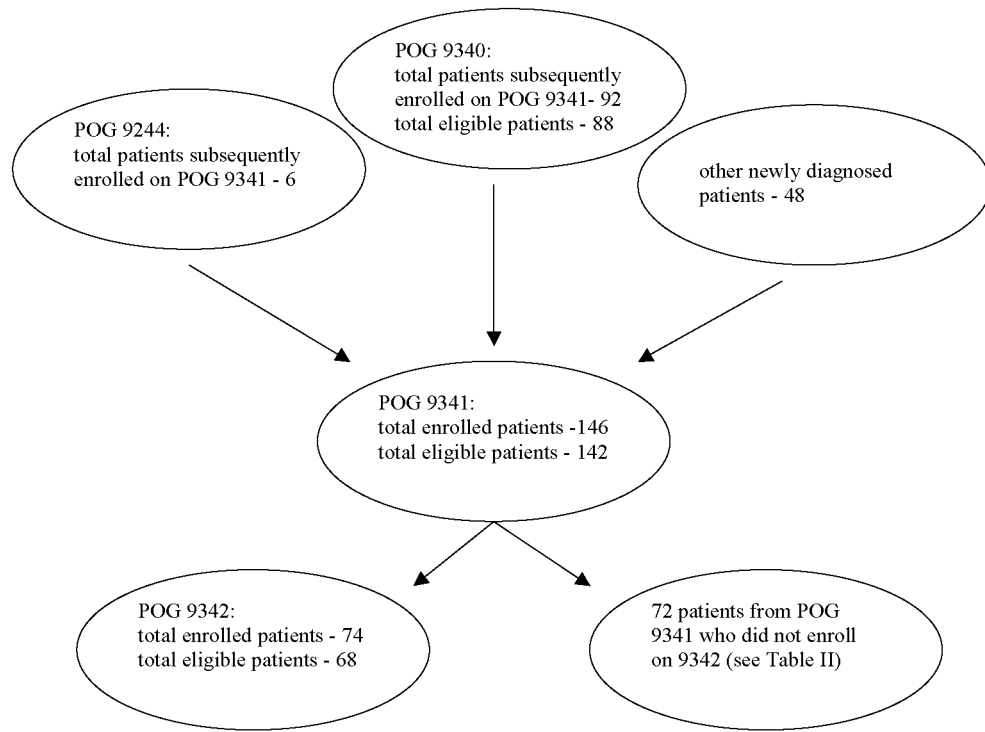 POG 9340:
total patients subsequently
enrolled on POG 9341- 92
total eligible patients - 88
POG 9244:
total patients subsequently
enrolled on POG 9341 - 6
other newly diagnosed
patients - 48
POG 9341:
total enrolled patients -146
total eligible patients - 142
POG 9342:
total enrolled patients - 74
total eligible patients - 68
72 patients from POG
9341 who did not enroll
on 9342 (see Table II)